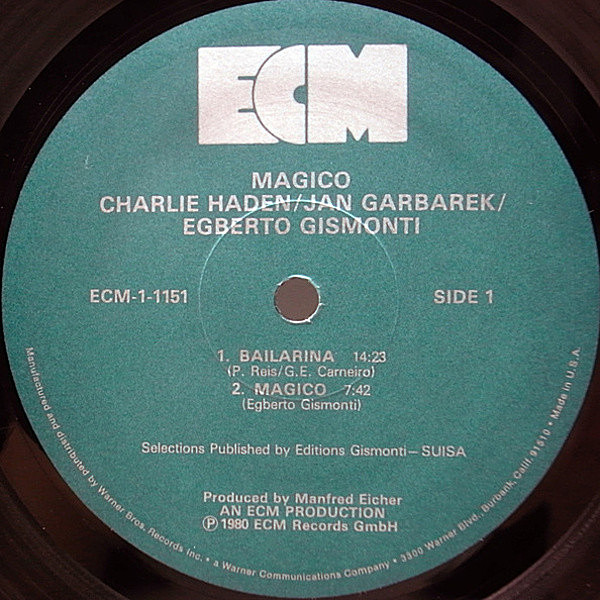 ECM
MAGICO
CHARLIE HADEN/JAN GARBAREK/
EGBERTO GISMONTI
ECM-1-1151
SIDE 1
1. BAILARINA 14:23
(P. Reis/G.E. Carneiro)
2. MAGICO 7:42
(Egberto Gismonti)
Selections Published by Editions Gismonti—SUISA
Produced by Manfred Eicher
AN ECM PRODUCTION
Ⓟ 1980 ECM Records GmbH
Manufactured and distributed by Warner Bros. Records Inc. • a Warner Communications Company • 3300 Warner Blvd., Burbank, Calif. 91510 • Made in U.S.A.